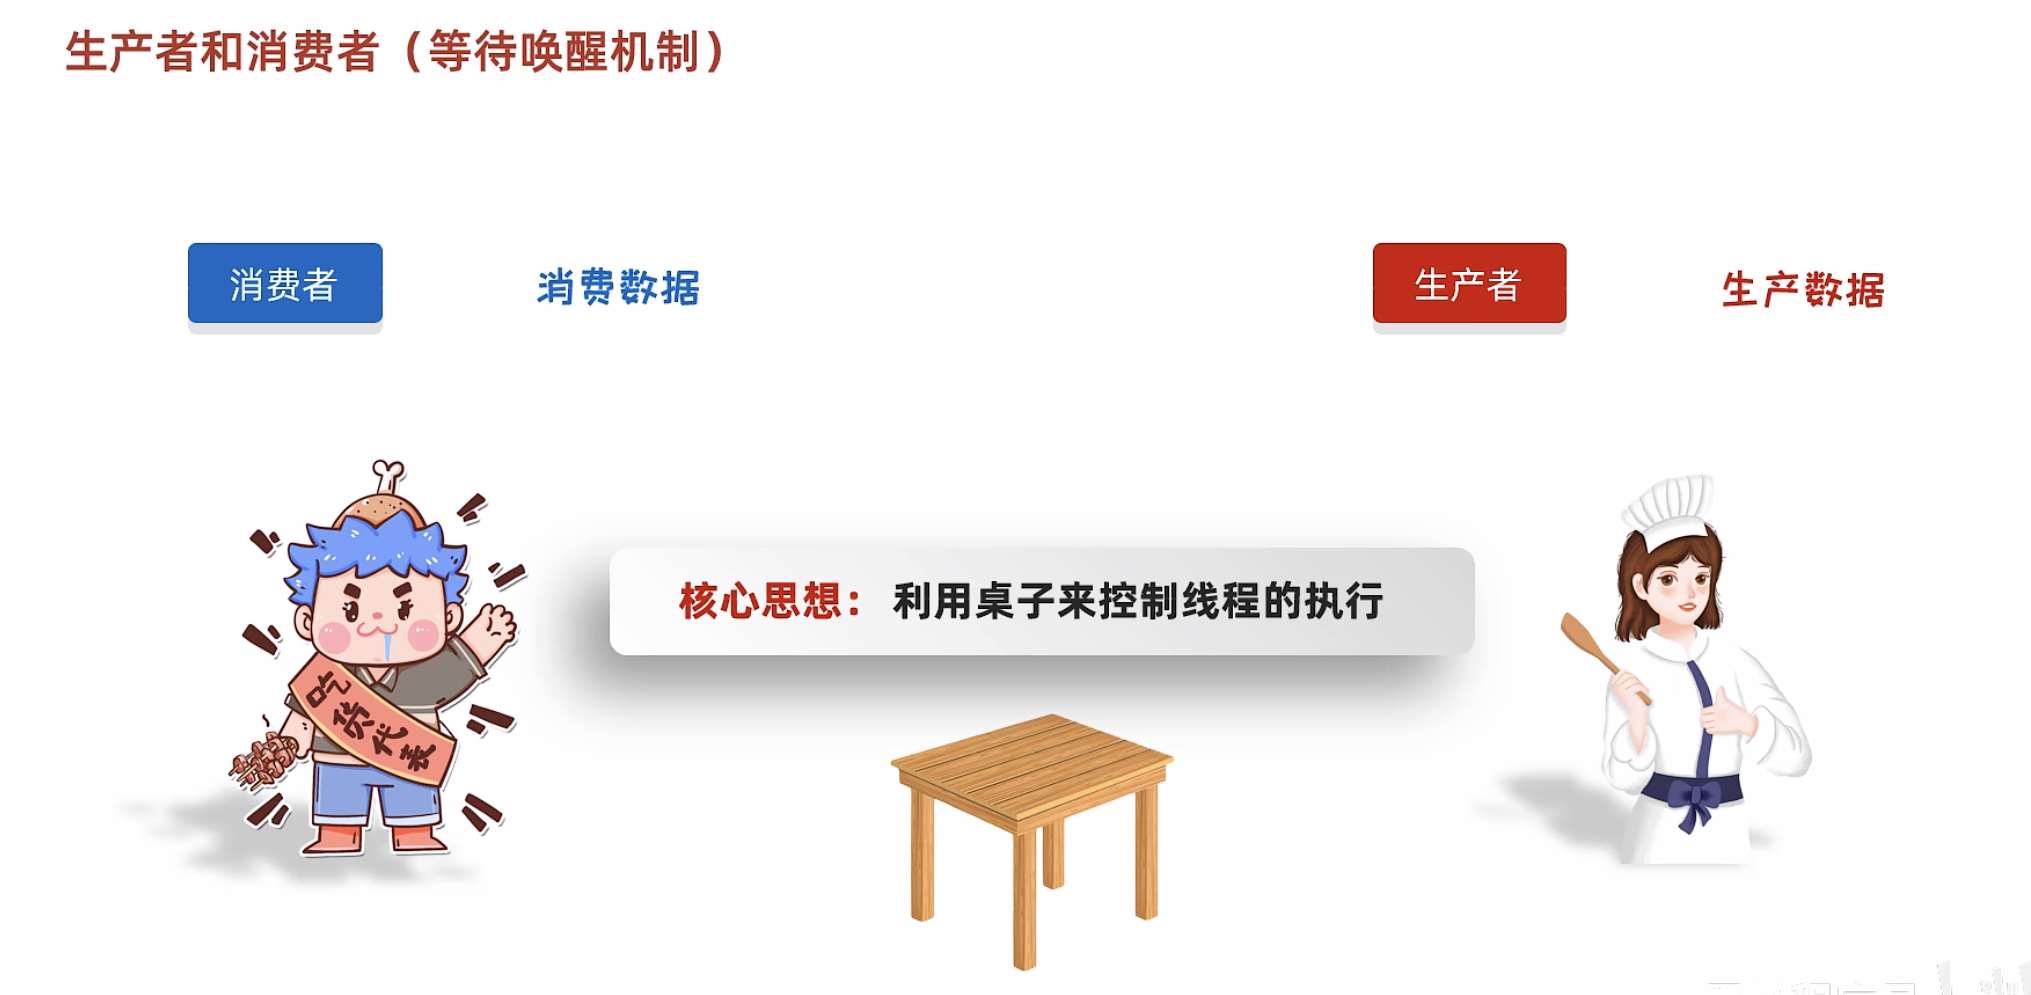 生产者和消费者（等待唤醒机制）
消费者
消费数据
生产者
生产数据
核心思想： 利用桌子来控制线程的执行
吃货代表